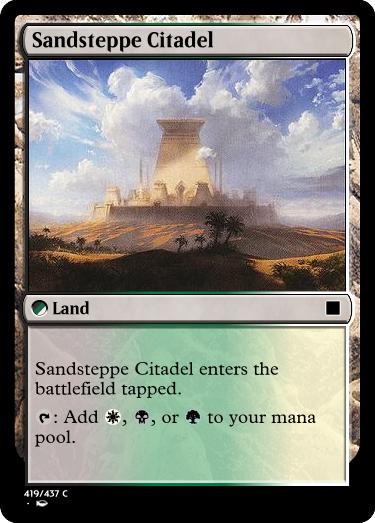 Sandsteppe Citadel
Land
Sandsteppe Citadel enters the
battlefield tapped.
: Add , , or to your mana
pool.
419/437 C